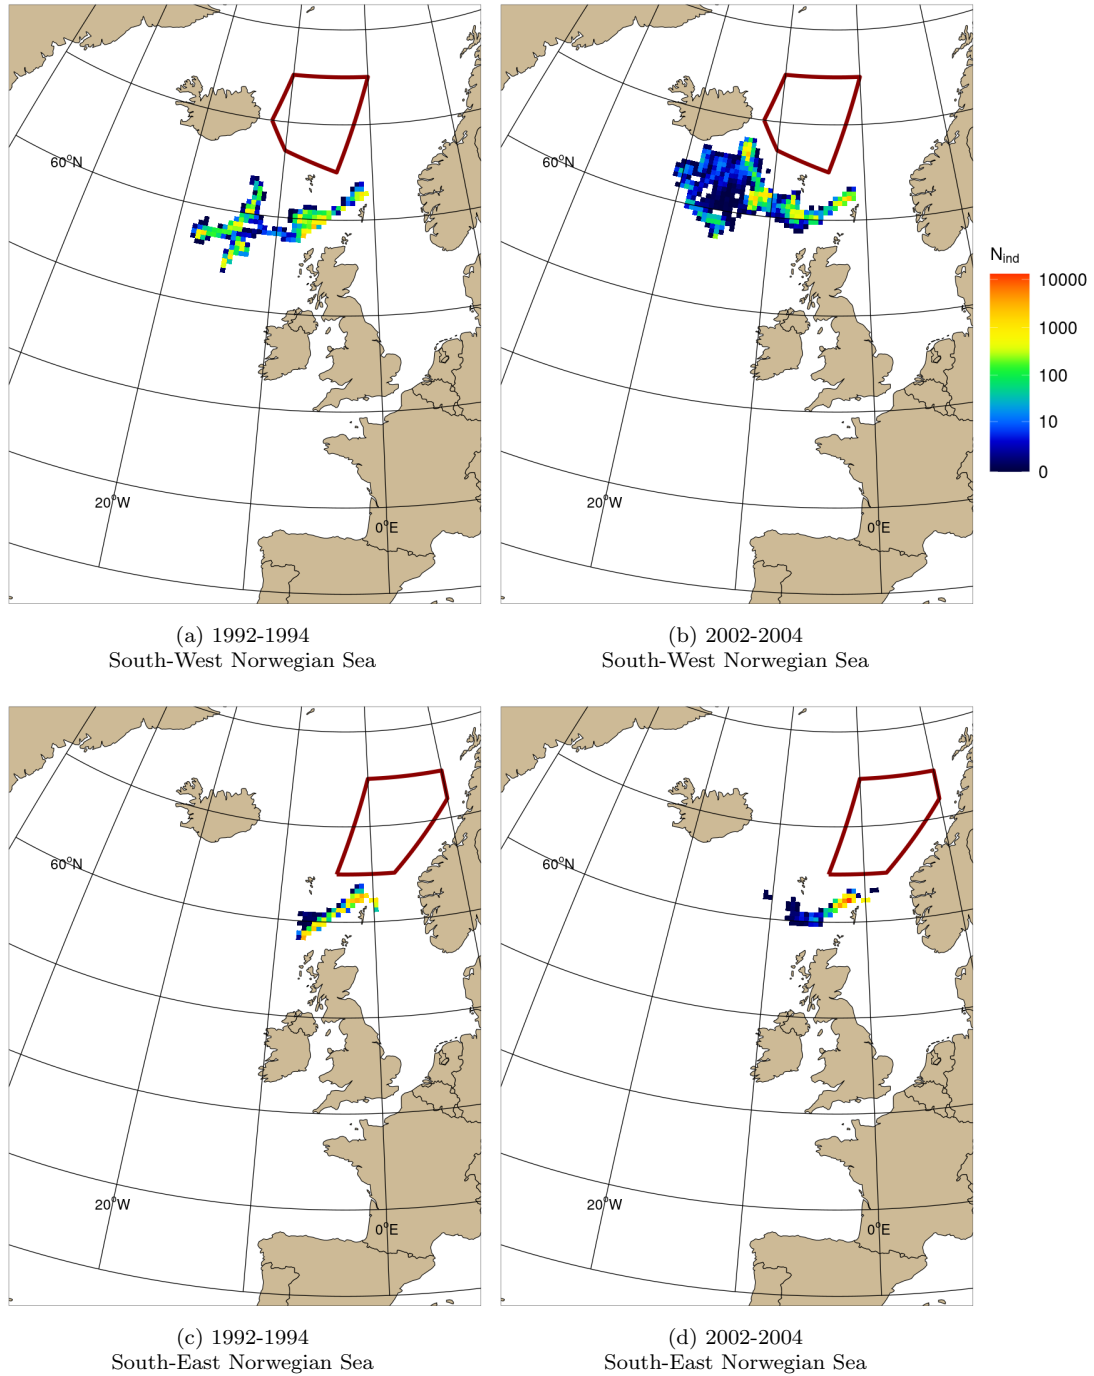 60°N
20°W
0°E
60°N
20°W
0°E
N_ind
10000
1000
100
10
0
(a) 1992-1994
South-West Norwegian Sea
(b) 2002-2004
South-West Norwegian Sea
60°N
20°W
0°E
60°N
20°W
0°E
(c) 1992-1994
South-East Norwegian Sea
(d) 2002-2004
South-East Norwegian Sea